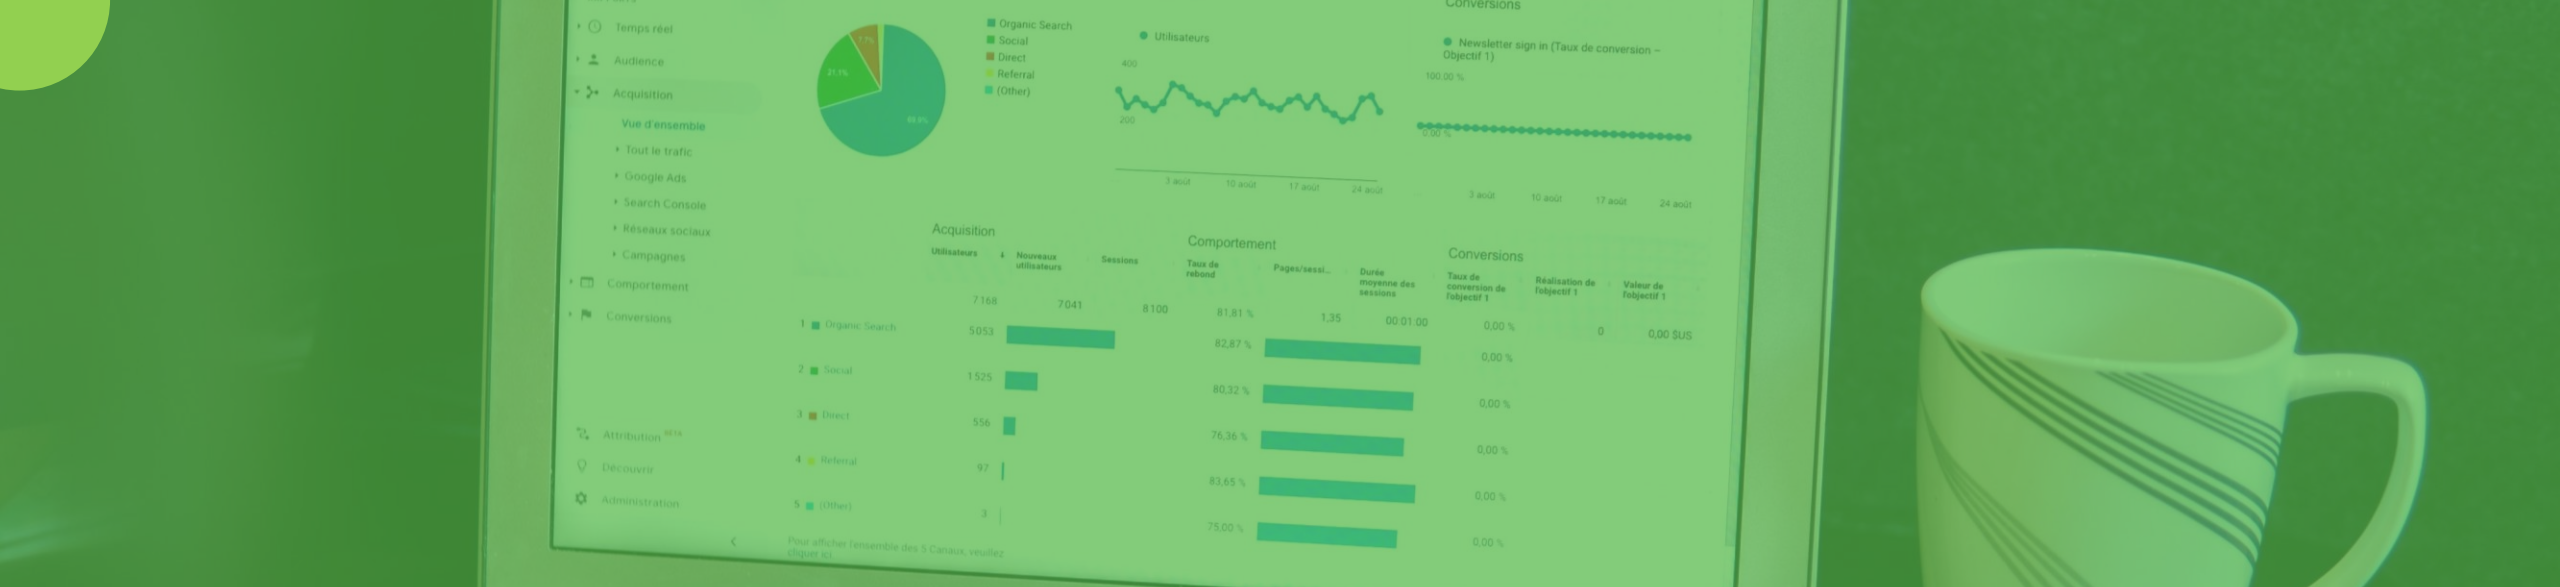 Temps réel
Audience
Acquisition
Vue d'ensemble
Tout le trafic
Google Ads
Search Console
Réseaux sociaux
Campagnes
Comportement
Conversions
Attribution BETA
Découvrir
Administration
7,7%
21,1%
Organic Search
Social
Direct
Referral
(Other)
Utilisateurs
400
200
3 août 10 août 17 août 24 août
Conversions
Newsletter sign in (Taux de conversion –
Objectif 1)
100,00 %
0,00 %
3 août 10 août 17 août 24 août
Acquisition Comportement Conversions
Utilisateurs Nouveaux utilisateurs Sessions Taux de rebond Pages/sessi... Durée moyenne des sessions Taux de conversion de l'objectif 1 Réalisation de l'objectif 1 Valeur de l'objectif 1
7 168 7 041 8 100 81,81 % 1,35 00:01:00 0,00 % 0 0,00 $US
1 Organic Search 5 053 82,87 % 0,00 %
2 Social 1 525 80,32 % 0,00 %
3 Direct 556 76,36 % 0,00 %
4 Referral 97 83,65 % 0,00 %
5 (Other) 3 75,00 % 0,00 %
Pour afficher l'ensemble des 5 Canaux, veuillez
cliquer ici.